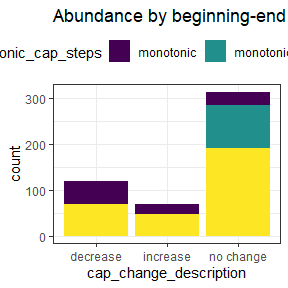 Abundance by beginning-end
onic_cap_steps monotonic monotonic
300
200
100
0
count
decrease increase no change
cap_change_description